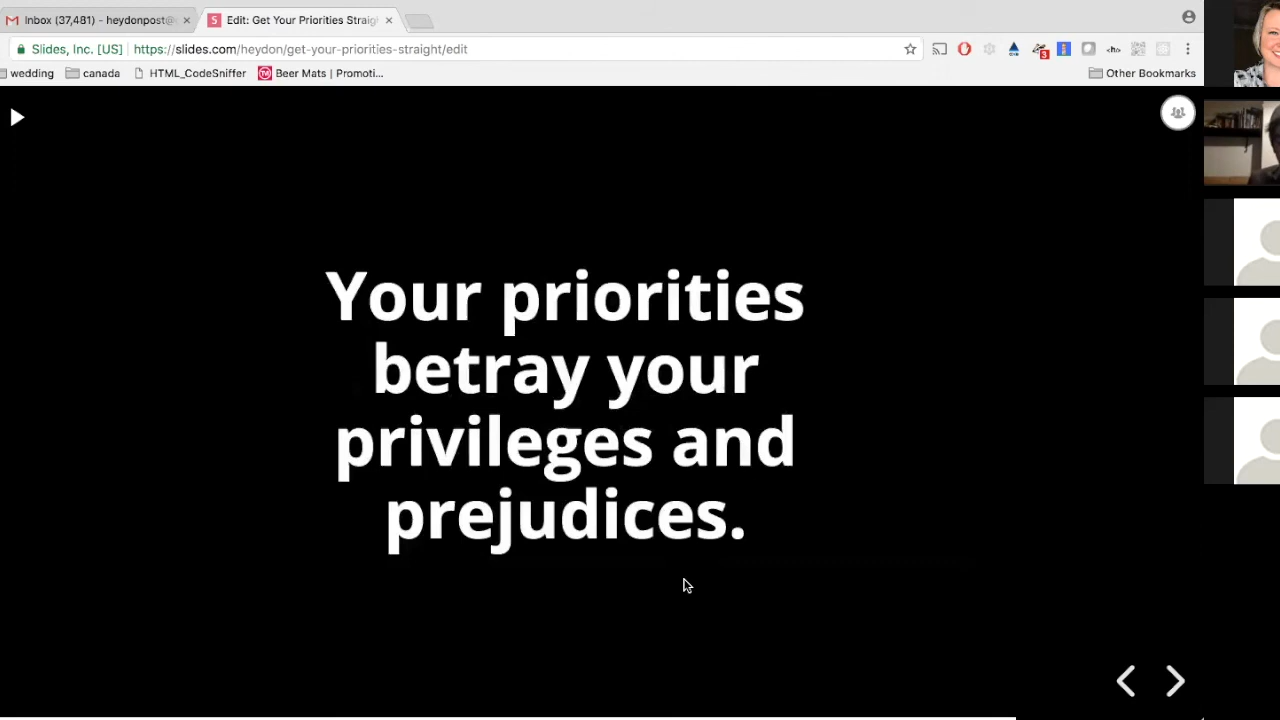 Inbox (37,481) - heydonpost@
Edit: Get Your Priorities Straigh
Slides, Inc. [US]
https://slides.com/heydon/get-your-priorities-straight/edit
wedding
canada
HTML_CodeSniffer
Beer Mats | Promoti...
Other Bookmarks
Your priorities
betray your
privileges and
prejudices.